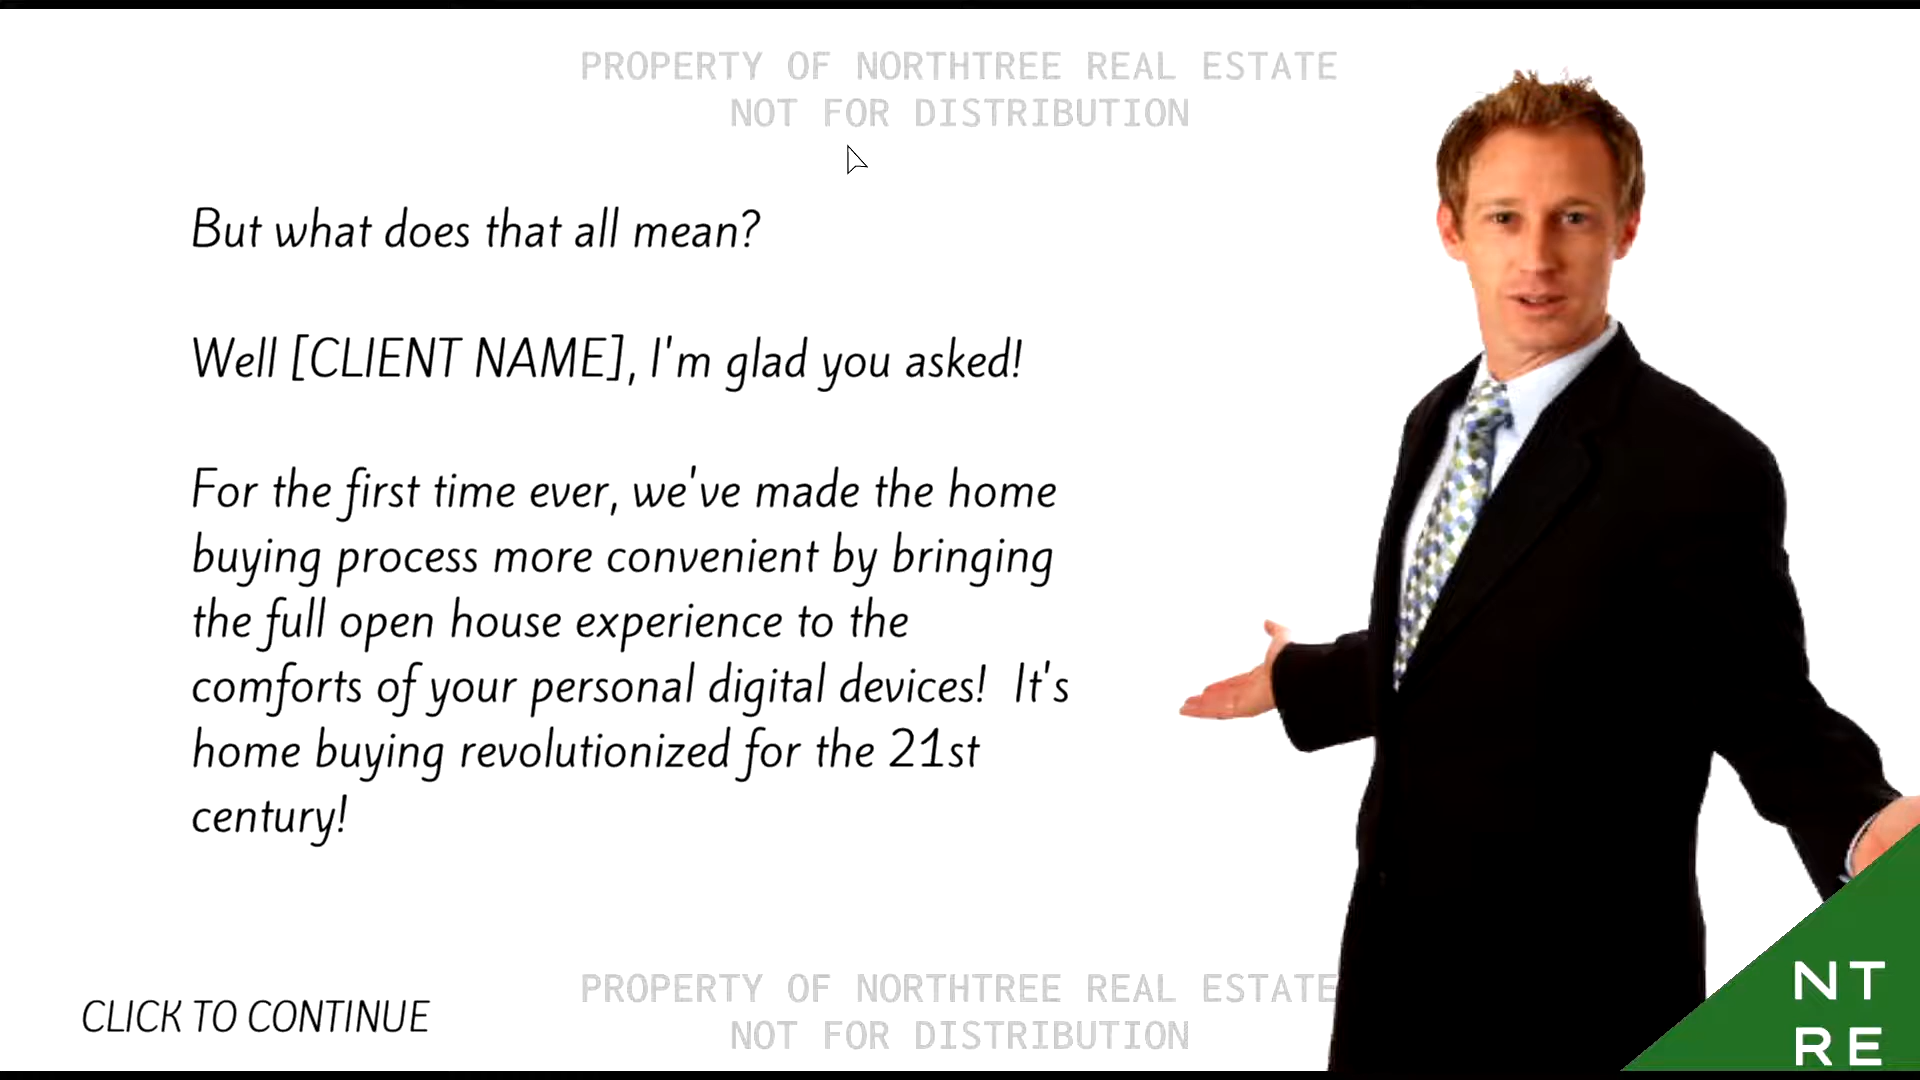 PROPERTY OF NORTHTREE REAL ESTATE
NOT FOR DISTRIBUTION
But what does that all mean?
Well [CLIENT NAME], I'm glad you asked!
For the first time ever, we've made the home
buying process more convenient by bringing
the full open house experience to the
comforts of your personal digital devices!  It's
home buying revolutionized for the 21st
century!
CLICK TO CONTINUE
PROPERTY OF NORTHTREE REAL ESTATE
NOT FOR DISTRIBUTION
NT
RE